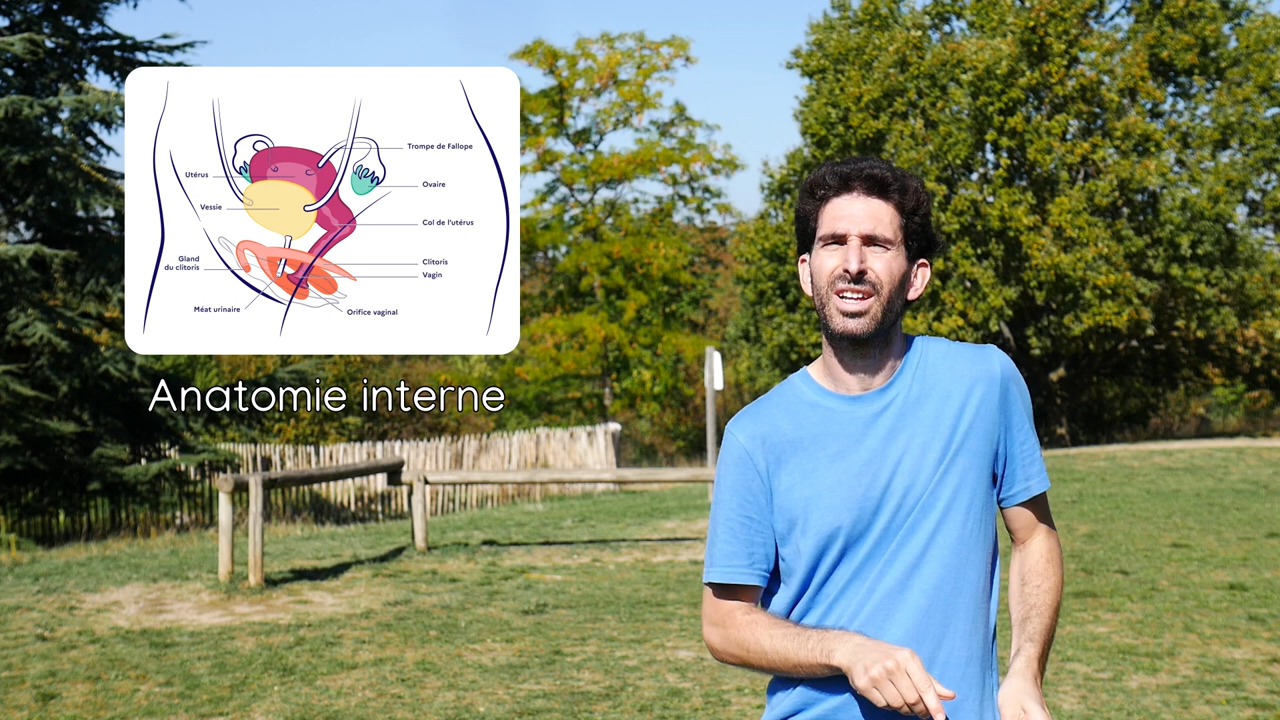 Trompe de Fallope
Utérus
Ovaire
Vessie
Col de l'utérus
Gland
du clitoris
Clitoris
Vagin
Méat urinaire
Orifice vaginal
Anatomie interne